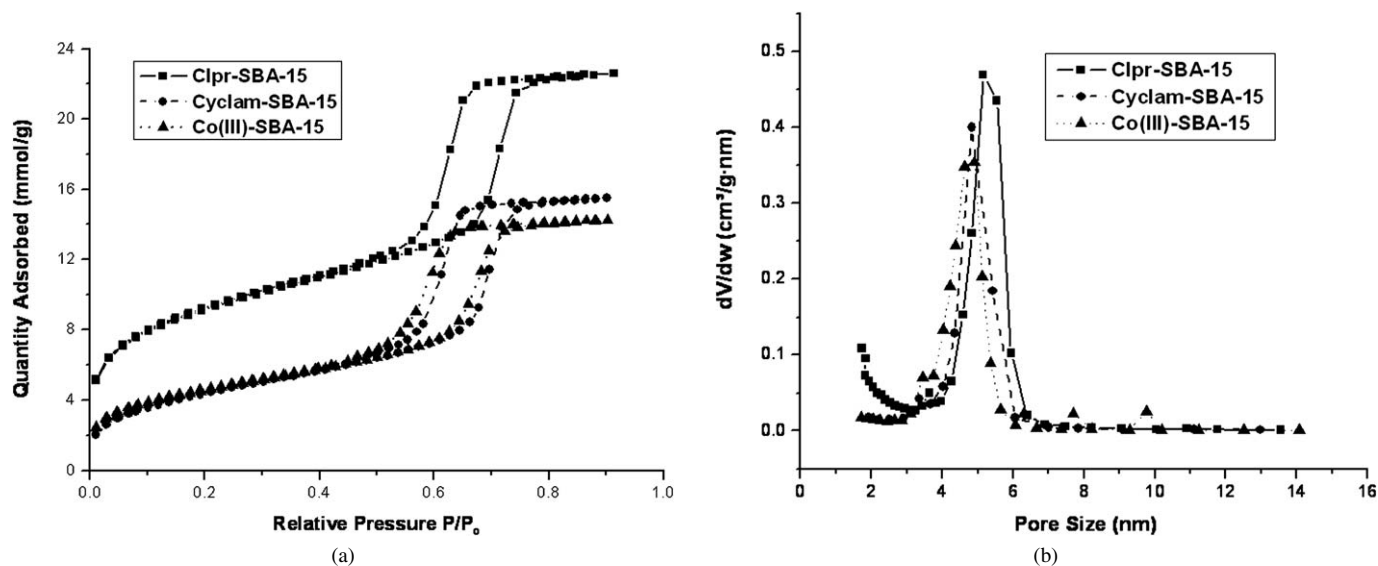 24
20
16
12
8
4
0
Quantity Adsorbed (mmol/g)
Clpr-SBA-15
Cyclam-SBA-15
Co(III)-SBA-15
0.0 0.2 0.4 0.6 0.8 1.0
Relative Pressure P/P₀
(a)
0.5
0.4
0.3
0.2
0.1
0.0
dV/dw (cm³/g·nm)
Clpr-SBA-15
Cyclam-SBA-15
Co(III)-SBA-15
0 2 4 6 8 10 12 14 16
Pore Size (nm)
(b)